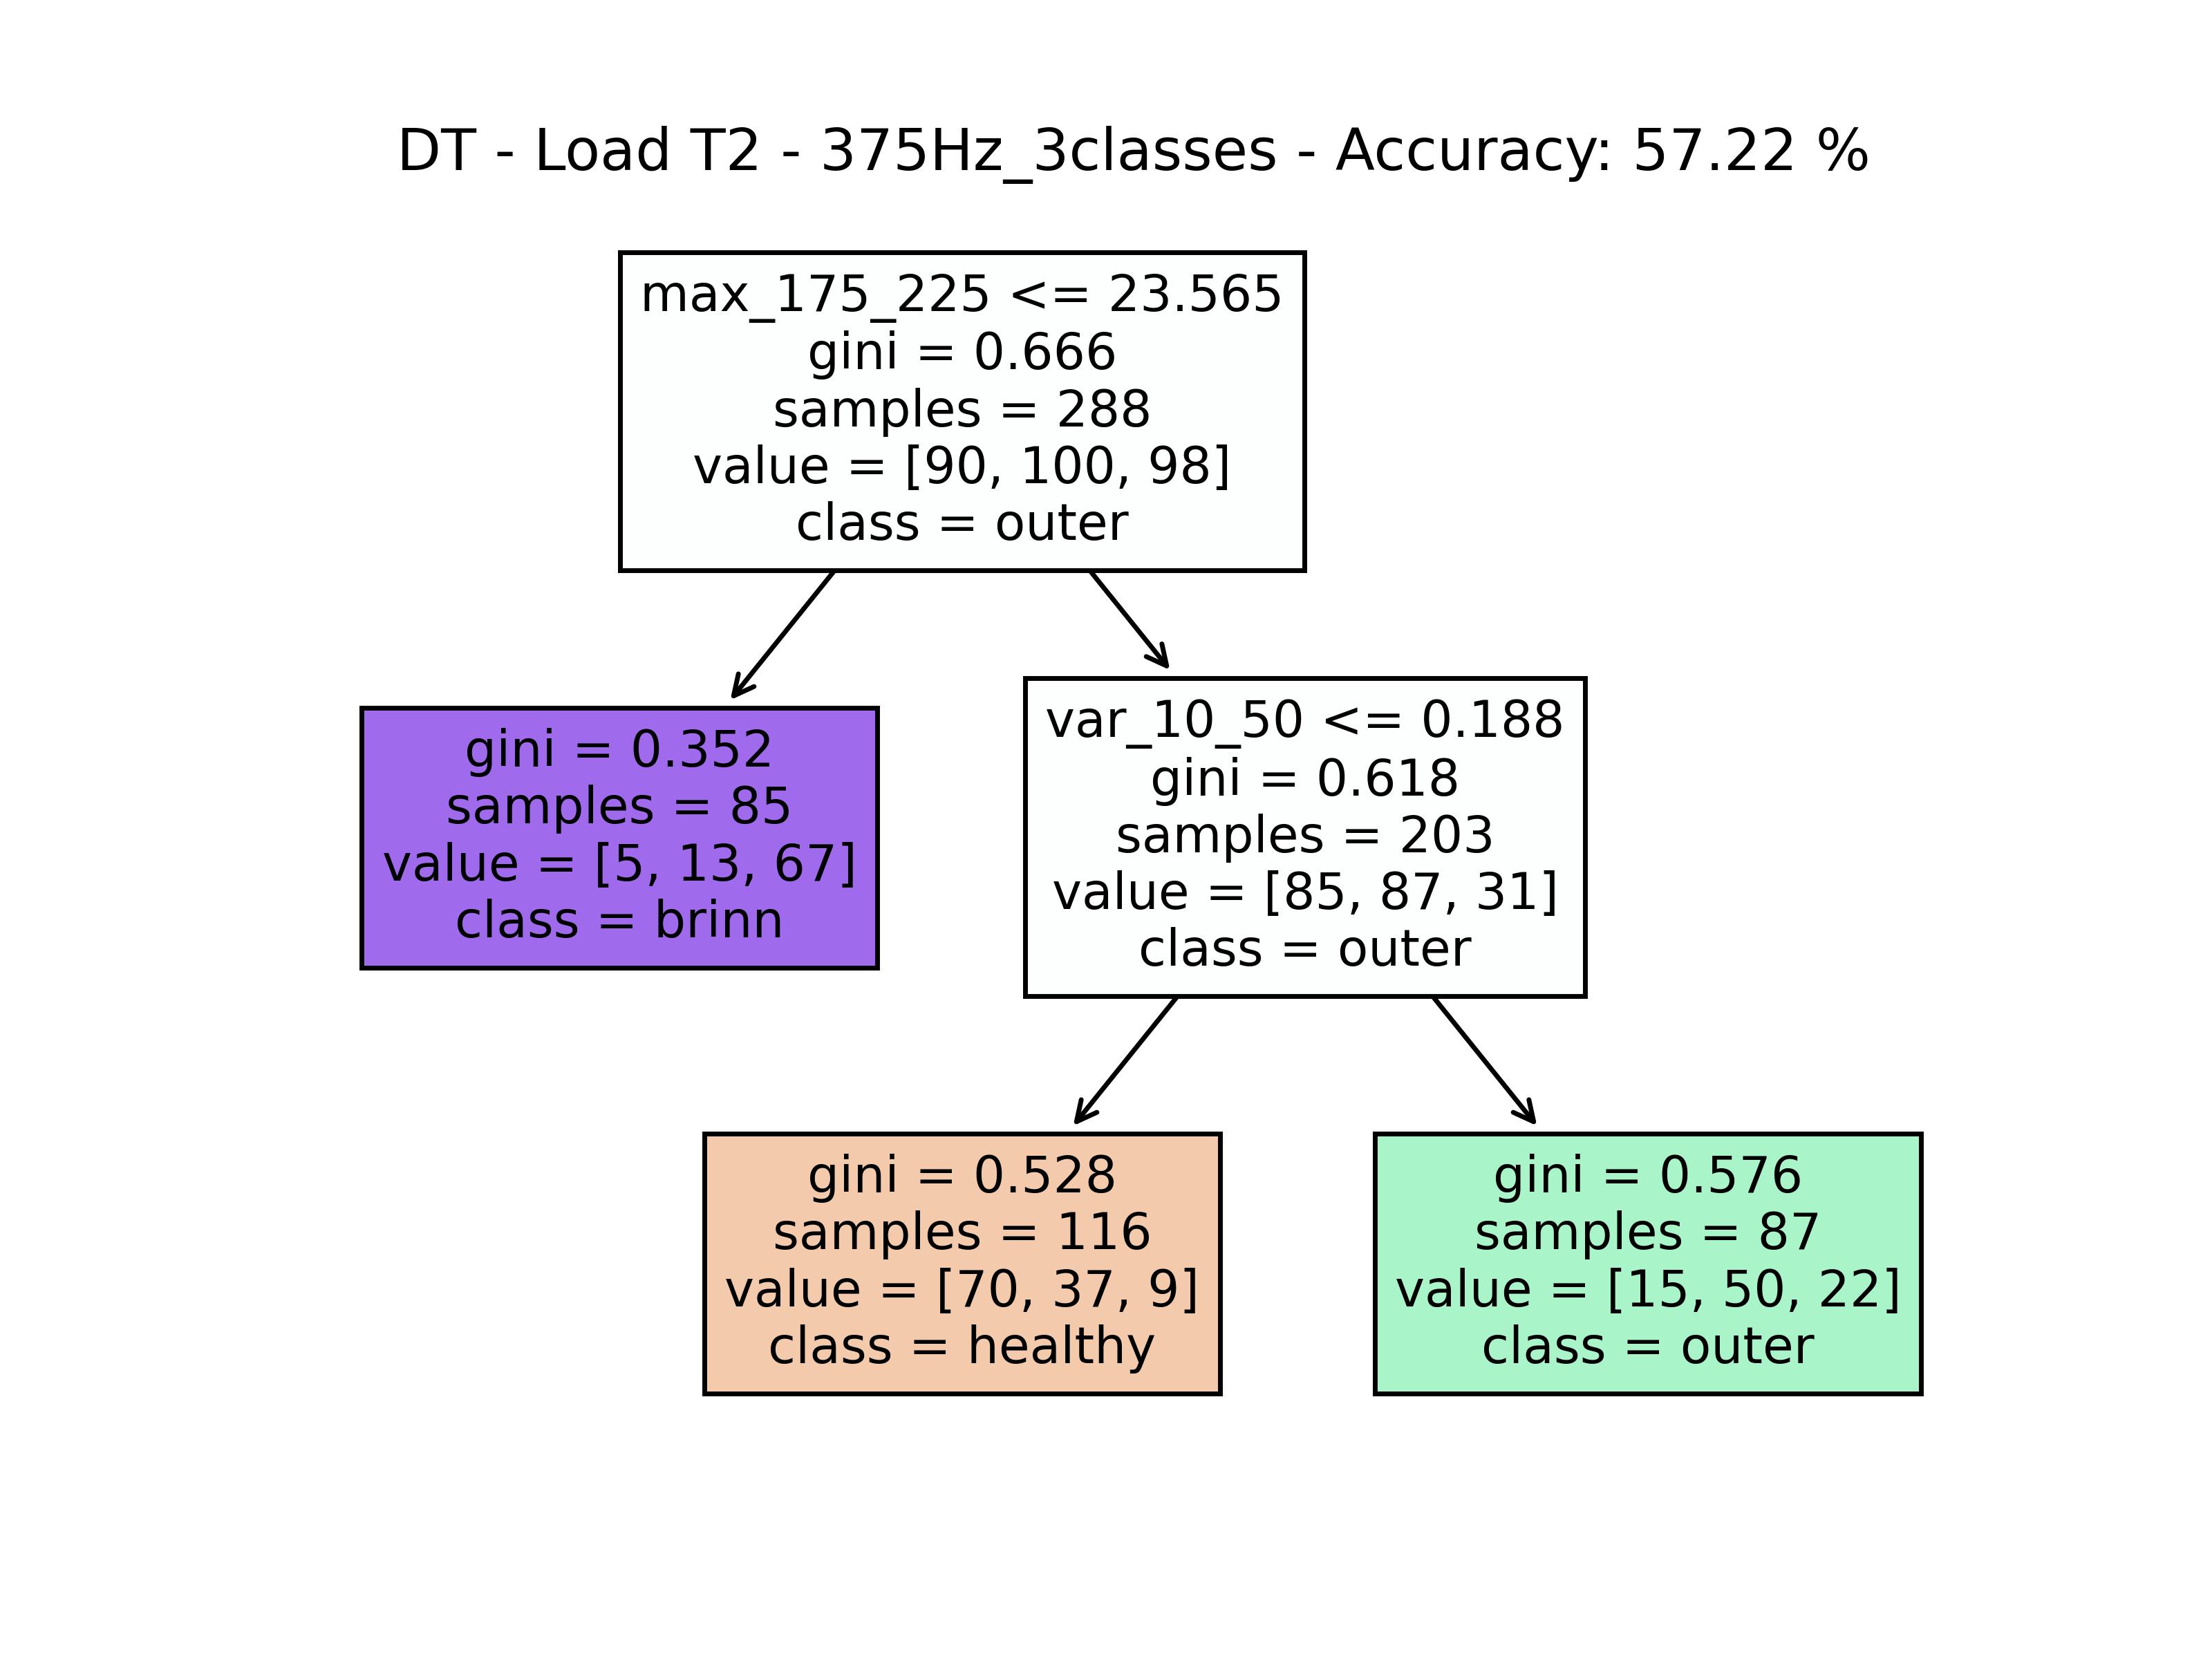 DT - Load T2 - 375Hz_3classes - Accuracy: 57.22 %
max_175_225 <= 23.565
gini = 0.666
samples = 288
value = [90, 100, 98]
class = outer
gini = 0.352
samples = 85
value = [5, 13, 67]
class = brinn
var_10_50 <= 0.188
gini = 0.618
samples = 203
value = [85, 87, 31]
class = outer
gini = 0.528
samples = 116
value = [70, 37, 9]
class = healthy
gini = 0.576
samples = 87
value = [15, 50, 22]
class = outer